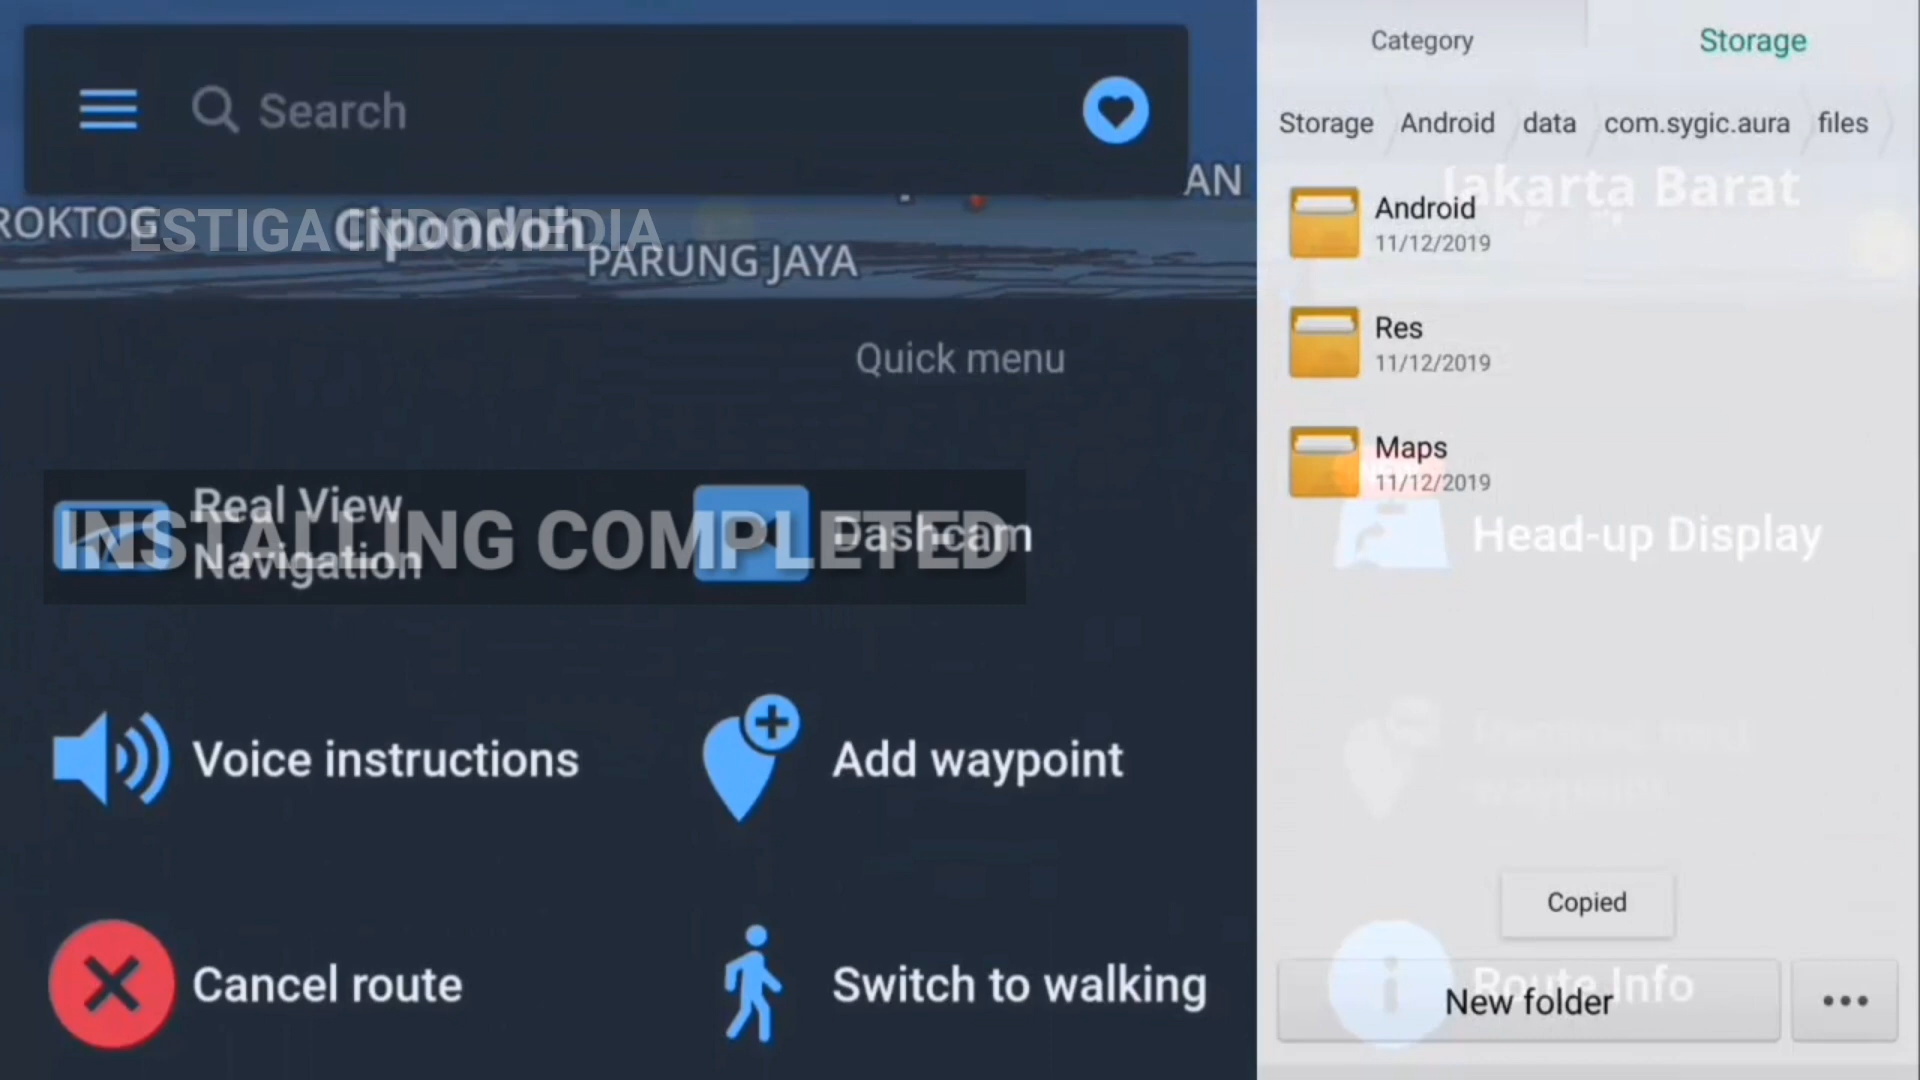 Search
AN
ROKTOG
ESTIGA INDOMEDIA
Cipondoh
PARUNG JAYA
Quick menu
Real View
Navigation
Dashcam
INSTALLING COMPLETED
Voice instructions
Add waypoint
Cancel route
Switch to walking
Category
Storage
Storage
Android
data
com.sygic.aura
files
Jakarta Barat
Android
11/12/2019
Res
11/12/2019
Maps
11/12/2019
Head-up Display
Copied
Route Info
New folder